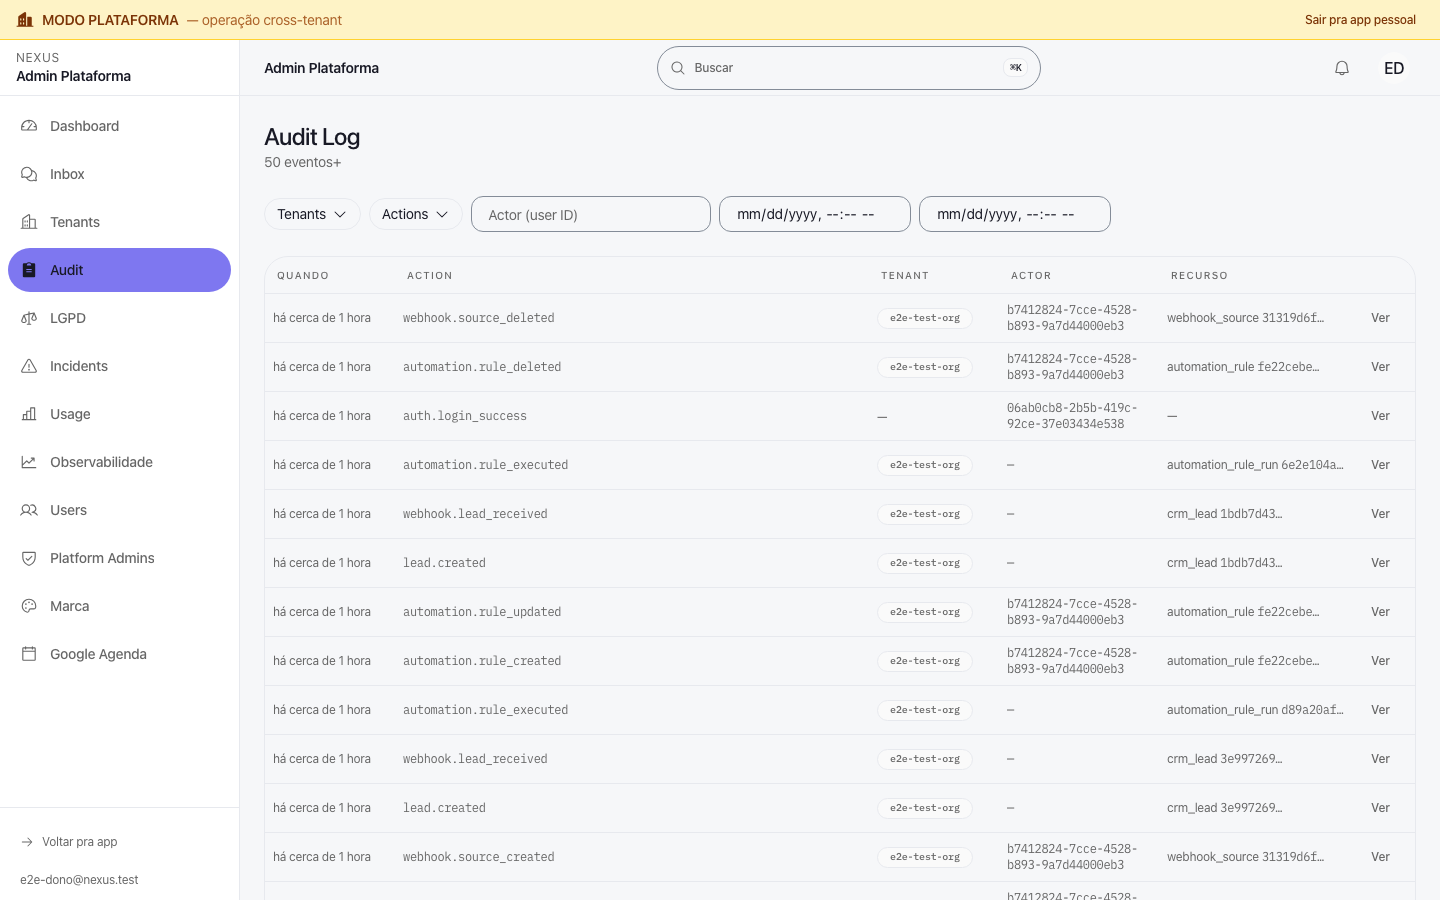 MODO PLATAFORMA — operação cross-tenant
Sair pra app pessoal
NEXUS
Admin Plataforma
Admin Plataforma
Buscar
⌘K
ED
Dashboard
Inbox
Tenants
Audit
LGPD
Incidents
Usage
Observabilidade
Users
Platform Admins
Marca
Google Agenda
Voltar pra app
e2e-dono@nexus.test
Audit Log
50 eventos+
Tenants
Actions
Actor (user ID)
mm/dd/yyyy, --:-- --
mm/dd/yyyy, --:-- --
QUANDO ACTION TENANT ACTOR RECURSO
há cerca de 1 hora webhook.source_deleted e2e-test-org b7412824-7cce-4528-
b893-9a7d44000eb3 webhook_source 31319d6f… Ver
há cerca de 1 hora automation.rule_deleted e2e-test-org b7412824-7cce-4528-
b893-9a7d44000eb3 automation_rule fe22cebe… Ver
há cerca de 1 hora auth.login_success — 06ab0cb8-2b5b-419c-
92ce-37e03434e538 — Ver
há cerca de 1 hora automation.rule_executed e2e-test-org — automation_rule_run 6e2e104a… Ver
há cerca de 1 hora webhook.lead_received e2e-test-org — crm_lead 1bdb7d43… Ver
há cerca de 1 hora lead.created e2e-test-org — crm_lead 1bdb7d43… Ver
há cerca de 1 hora automation.rule_updated e2e-test-org b7412824-7cce-4528-
b893-9a7d44000eb3 automation_rule fe22cebe… Ver
há cerca de 1 hora automation.rule_created e2e-test-org b7412824-7cce-4528-
b893-9a7d44000eb3 automation_rule fe22cebe… Ver
há cerca de 1 hora automation.rule_executed e2e-test-org — automation_rule_run d89a20af… Ver
há cerca de 1 hora webhook.lead_received e2e-test-org — crm_lead 3e997269… Ver
há cerca de 1 hora lead.created e2e-test-org — crm_lead 3e997269… Ver
há cerca de 1 hora webhook.source_created e2e-test-org b7412824-7cce-4528-
b893-9a7d44000eb3 webhook_source 31319d6f… Ver
b7412824-7cce-4528-